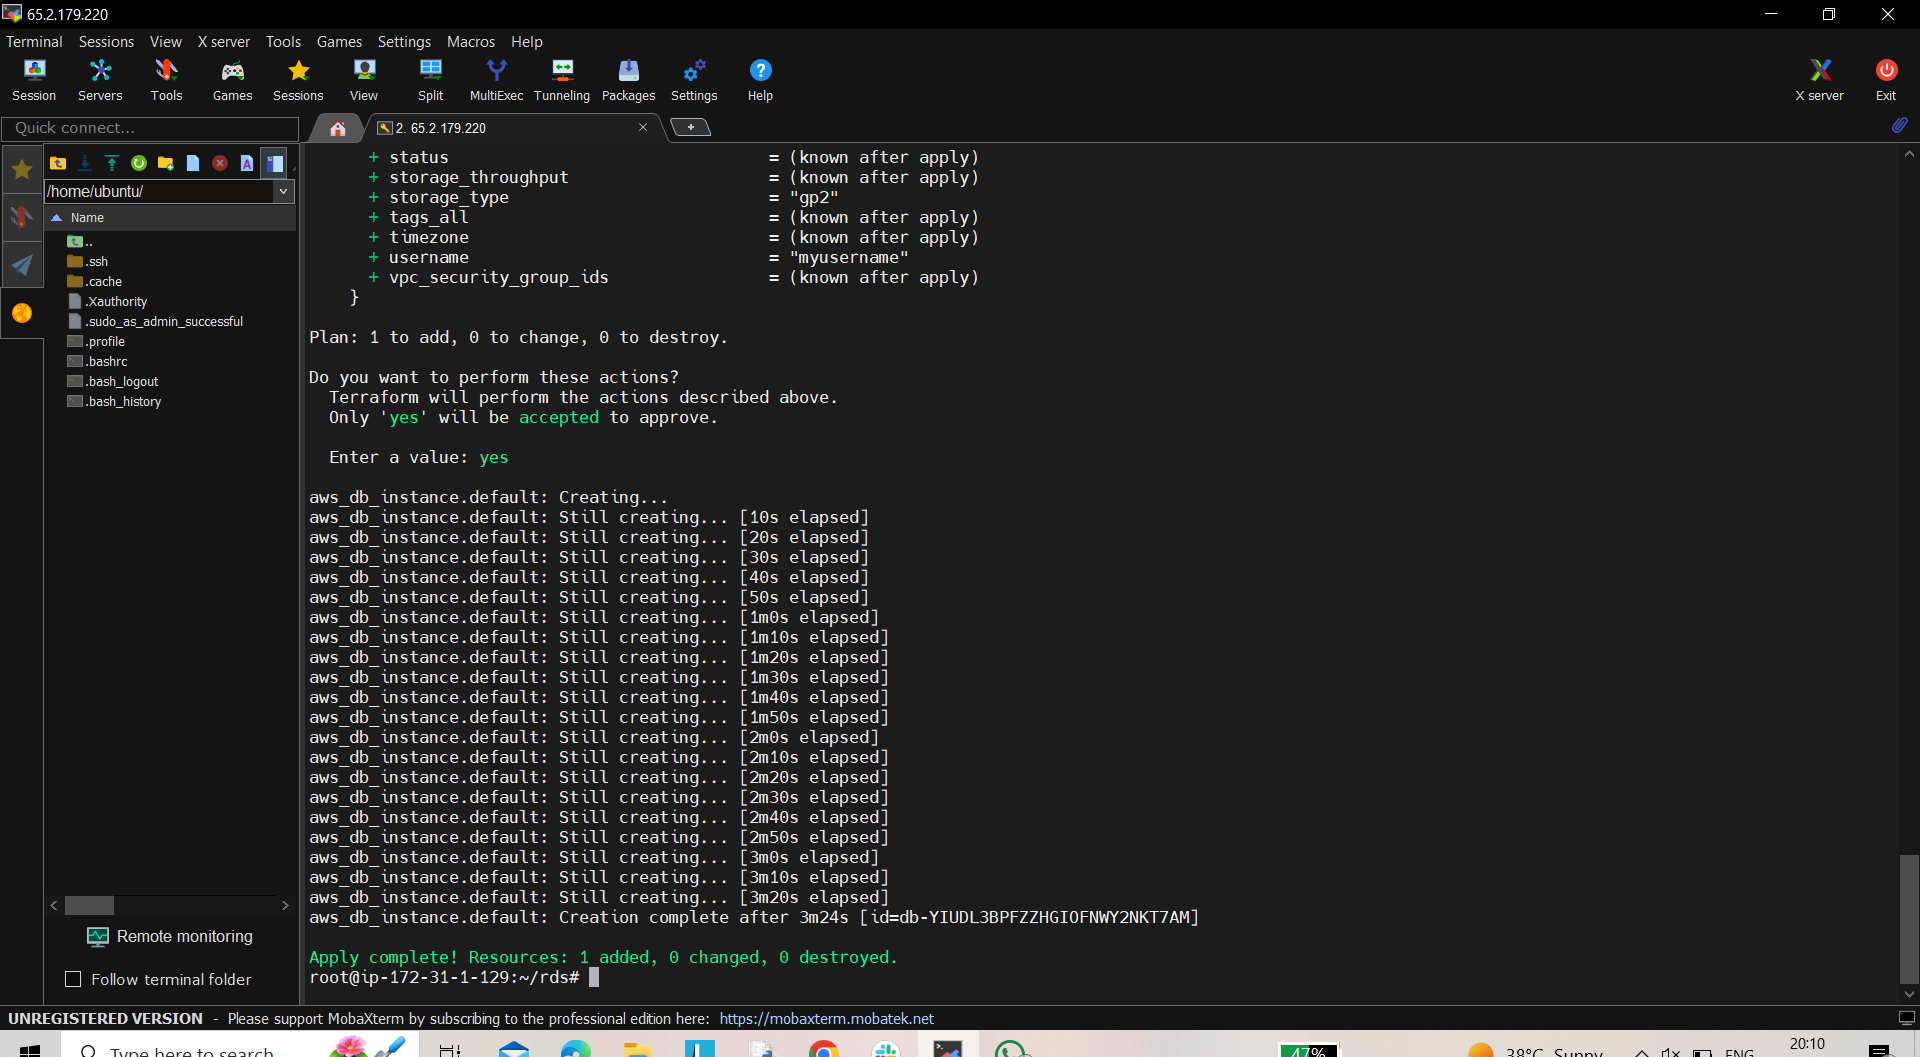 65.2.179.220
Terminal Sessions View X server Tools Games Settings Macros Help
Session Servers Tools Games Sessions View Split MultiExec Tunneling Packages Settings Help X server Exit
Quick connect...
2. 65.2.179.220
/home/ubuntu/
Name
..
.ssh
.cache
.Xauthority
.sudo_as_admin_successful
.profile
.bashrc
.bash_logout
.bash_history
Remote monitoring
Follow terminal folder
+ status = (known after apply)
+ storage_throughput = (known after apply)
+ storage_type = "gp2"
+ tags_all = (known after apply)
+ timezone = (known after apply)
+ username = "myusername"
+ vpc_security_group_ids = (known after apply)
}
Plan: 1 to add, 0 to change, 0 to destroy.
Do you want to perform these actions?
Terraform will perform the actions described above.
Only 'yes' will be accepted to approve.
Enter a value: yes
aws_db_instance.default: Creating...
aws_db_instance.default: Still creating... [10s elapsed]
aws_db_instance.default: Still creating... [20s elapsed]
aws_db_instance.default: Still creating... [30s elapsed]
aws_db_instance.default: Still creating... [40s elapsed]
aws_db_instance.default: Still creating... [50s elapsed]
aws_db_instance.default: Still creating... [1m0s elapsed]
aws_db_instance.default: Still creating... [1m10s elapsed]
aws_db_instance.default: Still creating... [1m20s elapsed]
aws_db_instance.default: Still creating... [1m30s elapsed]
aws_db_instance.default: Still creating... [1m40s elapsed]
aws_db_instance.default: Still creating... [1m50s elapsed]
aws_db_instance.default: Still creating... [2m0s elapsed]
aws_db_instance.default: Still creating... [2m10s elapsed]
aws_db_instance.default: Still creating... [2m20s elapsed]
aws_db_instance.default: Still creating... [2m30s elapsed]
aws_db_instance.default: Still creating... [2m40s elapsed]
aws_db_instance.default: Still creating... [2m50s elapsed]
aws_db_instance.default: Still creating... [3m0s elapsed]
aws_db_instance.default: Still creating... [3m10s elapsed]
aws_db_instance.default: Still creating... [3m20s elapsed]
aws_db_instance.default: Creation complete after 3m24s [id=db-YIUDL3BPFZZHGIOFNWY2NKT7AM]
Apply complete! Resources: 1 added, 0 changed, 0 destroyed.
root@ip-172-31-1-129:~/rds#
UNREGISTERED VERSION - Please support MobaXterm by subscribing to the professional edition here: https://mobaxterm.mobatek.net
Type here to search
47%
38°C Sunny
ENG
20:10